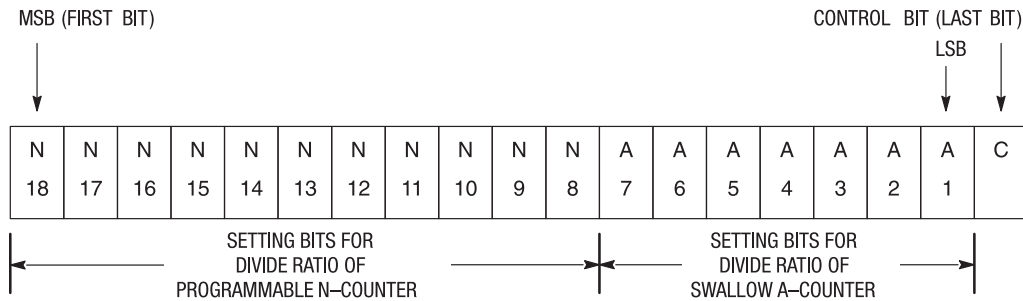 MSB (FIRST BIT)
CONTROL BIT (LAST BIT)
LSB
N N N N N N N N N N N A A A A A A A C
18 17 16 15 14 13 12 11 10 9 8 7 6 5 4 3 2 1
SETTING BITS FOR
DIVIDE RATIO OF
PROGRAMMABLE N–COUNTER
SETTING BITS FOR
DIVIDE RATIO OF
SWALLOW A–COUNTER